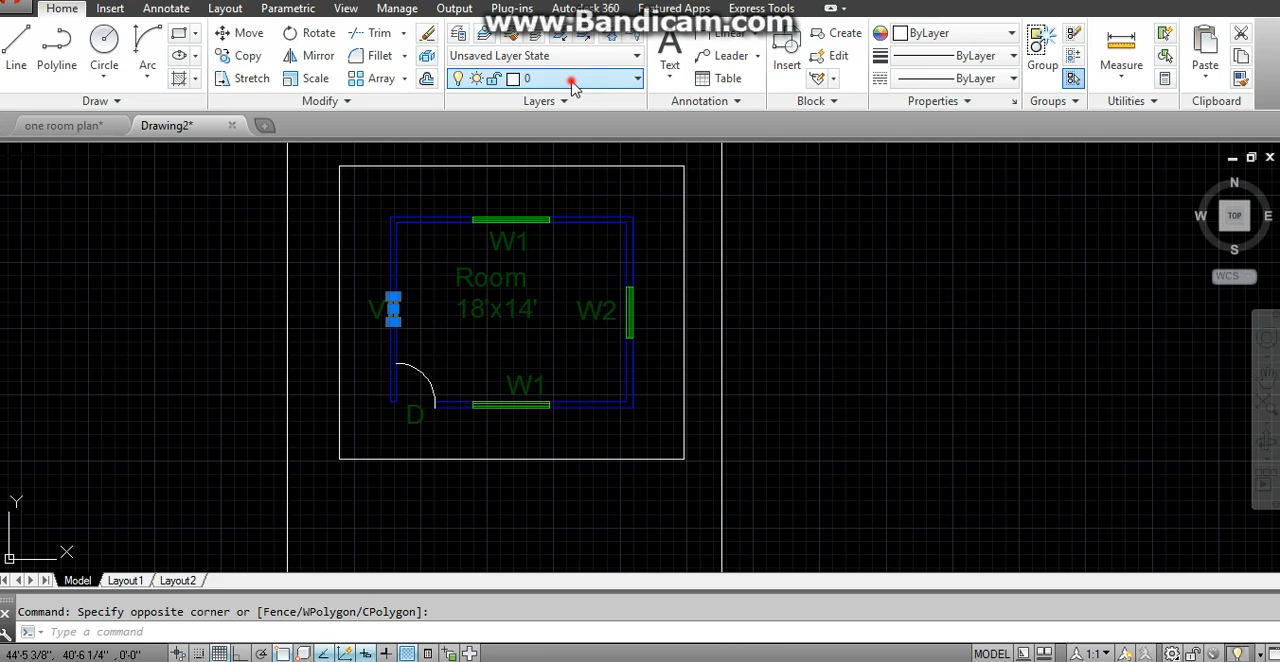 Home Insert Annotate Layout Parametric View Manage Output Plug-ins Autodesk 360 Featured Apps Express Tools
www.Bandicam.com
Line Polyline Circle Arc
Move Rotate Trim
Copy Mirror Fillet
Stretch Scale Array
Unsaved Layer State
0
Text
Linear
Leader
Table
Insert
Create
Edit
ByLayer
ByLayer
ByLayer
Group
Measure
Paste
Draw Modify Layers Annotation Block Properties Groups Utilities Clipboard
one room plan* Drawing2*
N
W TOP E
S
WCS
W1
Room
18'x14'
V
W2
W1
D
Y
X
Model Layout1 Layout2
Command: Specify opposite corner or [Fence/WPolygon/CPolygon]:
Type a command
44'-5 3/8", 40'-6 1/4" ,0'-0"
MODEL 1:1